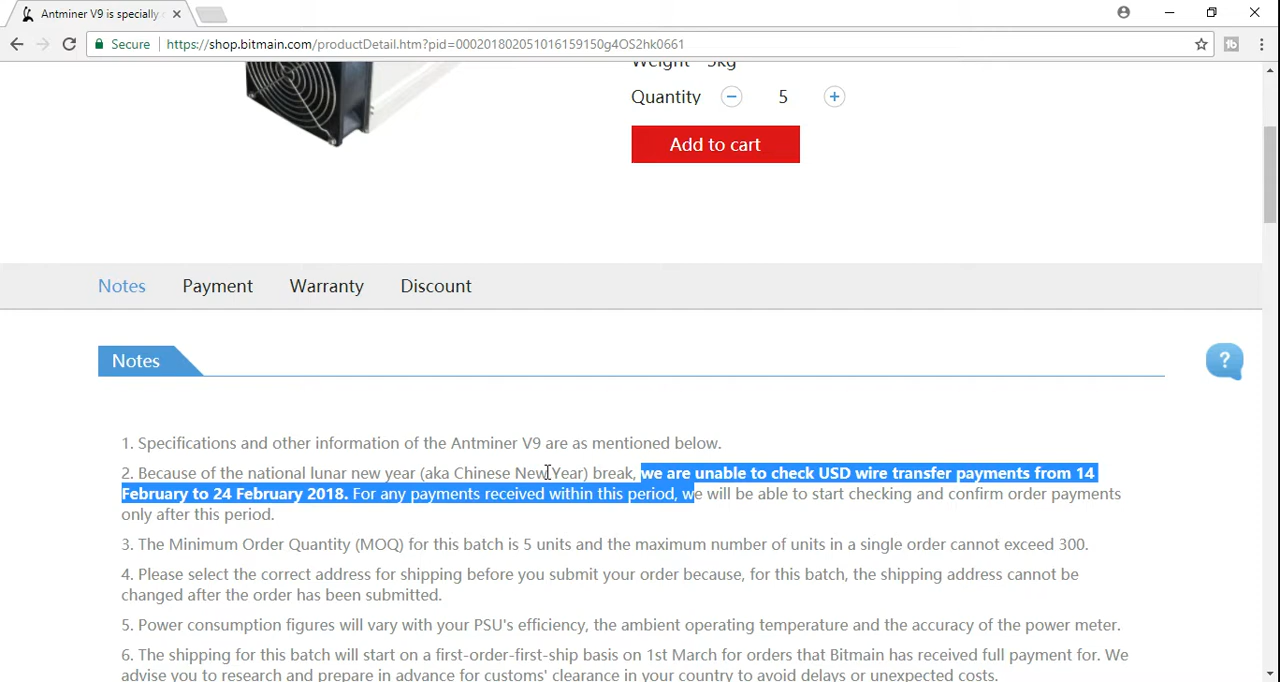 Antminer V9 is specially
Secure
https://shop.bitmain.com/productDetail.htm?pid=000201802051016159150g4OS2hk0661
Weight 5kg
Quantity 5
Add to cart
Notes Payment Warranty Discount
Notes
?
1. Specifications and other information of the Antminer V9 are as mentioned below.
2. Because of the national lunar new year (aka Chinese New Year) break, we are unable to check USD wire transfer payments from 14
February to 24 February 2018. For any payments received within this period, we will be able to start checking and confirm order payments
only after this period.
3. The Minimum Order Quantity (MOQ) for this batch is 5 units and the maximum number of units in a single order cannot exceed 300.
4. Please select the correct address for shipping before you submit your order because, for this batch, the shipping address cannot be
changed after the order has been submitted.
5. Power consumption figures will vary with your PSU's efficiency, the ambient operating temperature and the accuracy of the power meter.
6. The shipping for this batch will start on a first-order-first-ship basis on 1st March for orders that Bitmain has received full payment for. We
advise you to research and prepare in advance for customs' clearance in your country to avoid delays or unexpected costs.